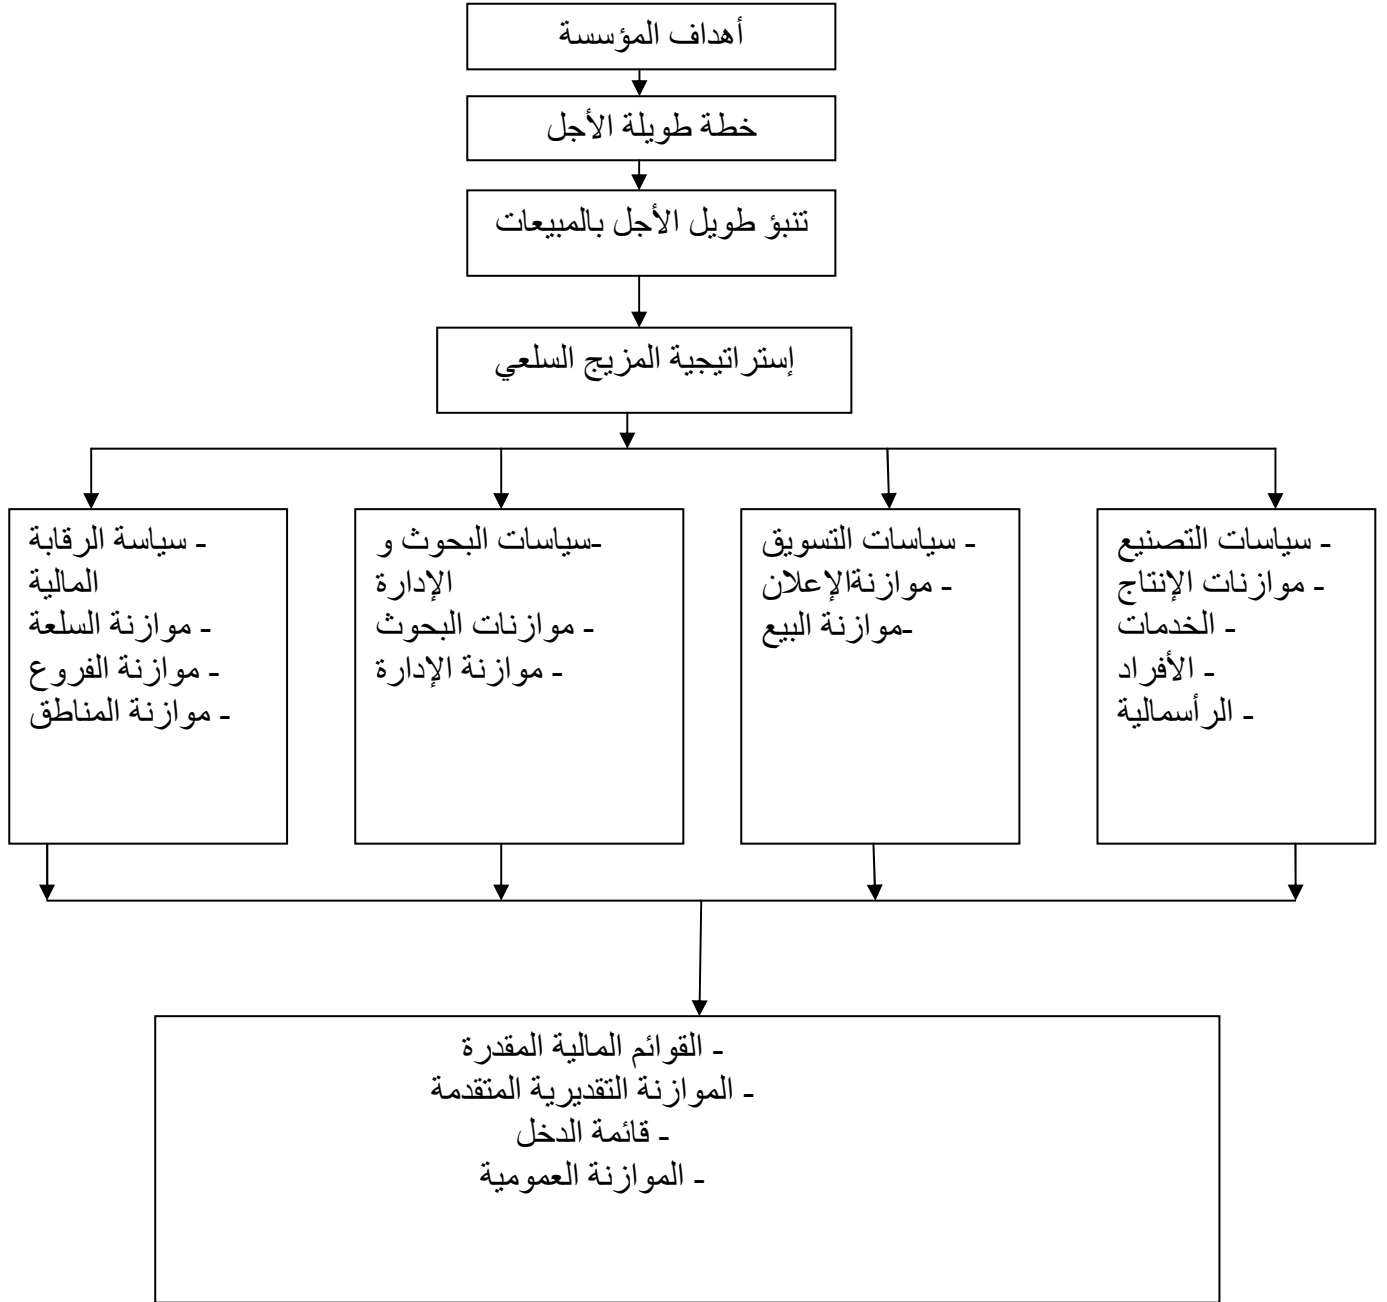 أهداف المؤسسة
خطة طويلة الأجل
تنبؤ طويل الأجل بالمبيعات
إستراتيجية المزيج السلعي
- سياسات التصنيع
- موازنات الإنتاج
- الخدمات
- الأفراد
- الرأسمالية
- سياسات التسويق
- موازنةالإعلان
-موازنة البيع
-سياسات البحوث و
الإدارة
- موازنات البحوث
- موازنة الإدارة
- سياسة الرقابة
المالية
- موازنة السلعة
- موازنة الفروع
- موازنة المناطق
- القوائم المالية المقدرة
- الموازنة التقديرية المتقدمة
- قائمة الدخل
- الموازنة العمومية